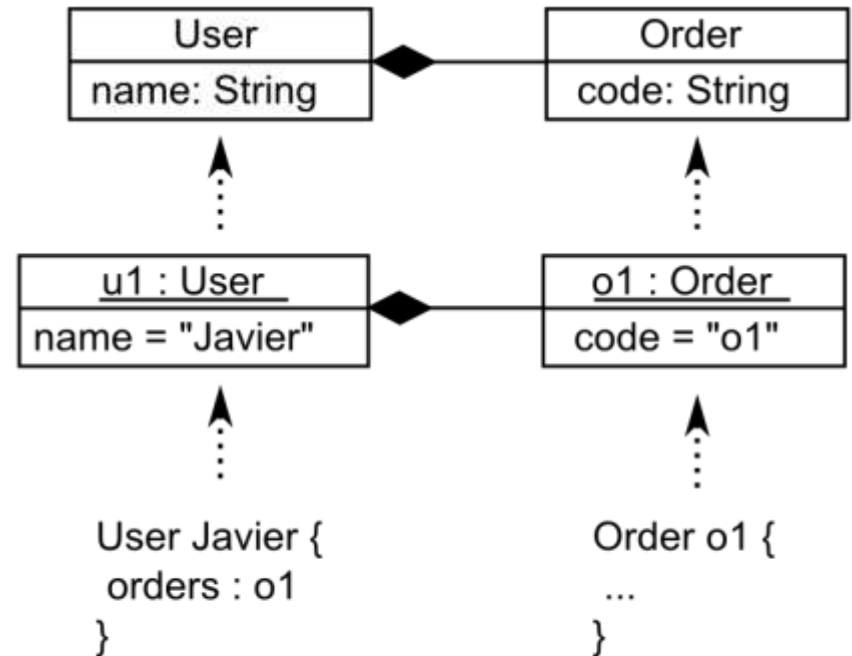 User
name: String
Order
code: String
u1 : User
name = "Javier"
o1 : Order
code = "o1"
User Javier {
orders : o1
}
Order o1 {
...
}